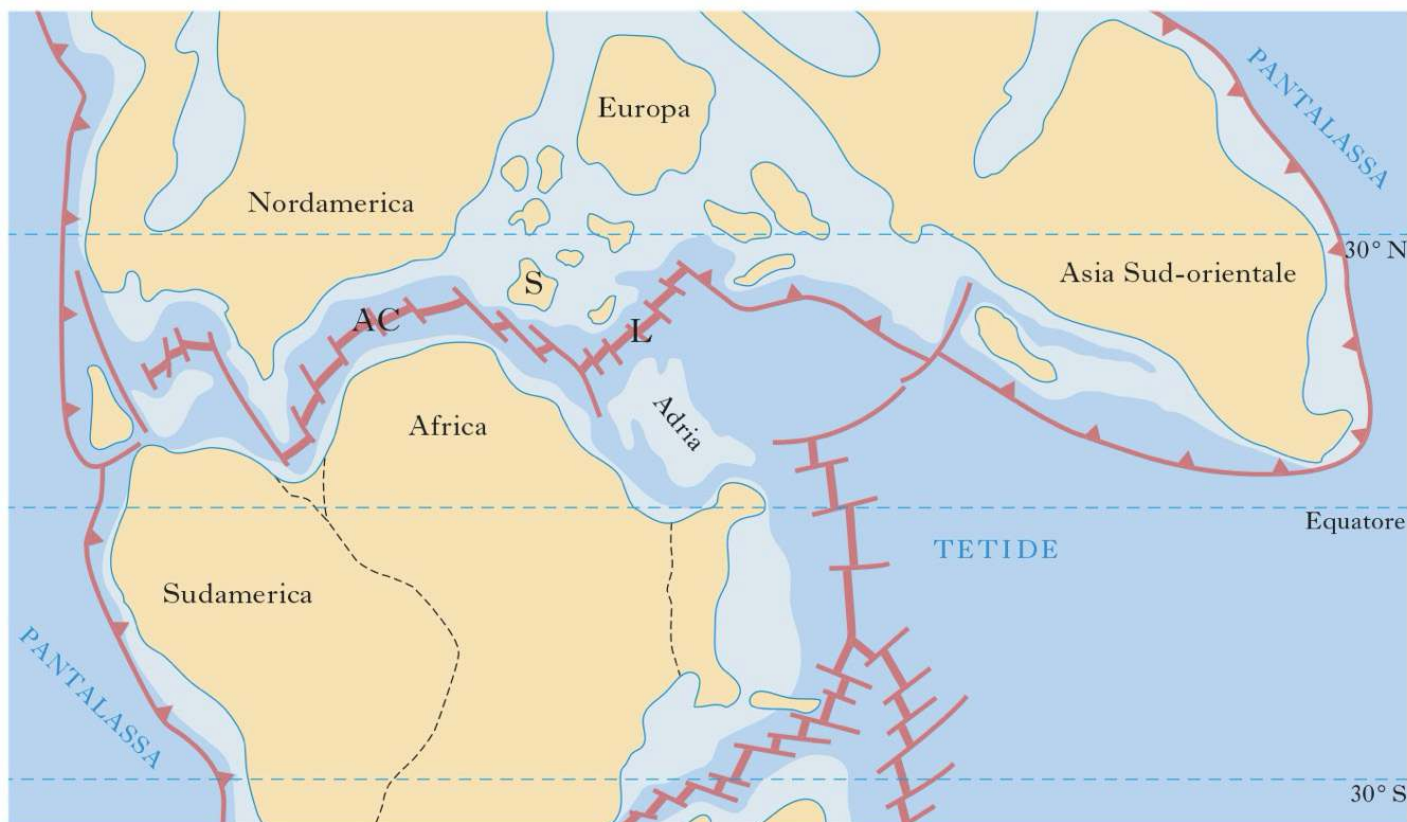 PANTALASSA
Europa
Nordamerica
30° N
Asia Sud-orientale
S
AC
L
Adria
Africa
Equatore
TETIDE
Sudamerica
PANTALASSA
30° S